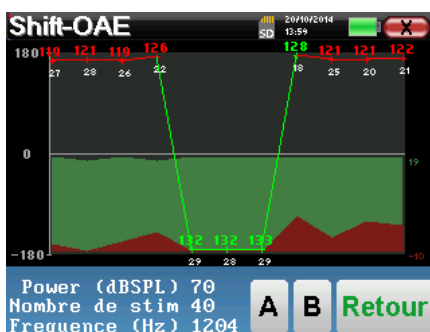 Shift-OAE SD 20/10/2014 13:59 X
180 119 121 119 126 128 121 121 122
27 28 26 22 18 25 20 21
0 19
132 132 133
-180 -10
29 28 29
Power (dBSPL) 70
Nombre de stim 40
Frequence (Hz) 1204
A B Retour